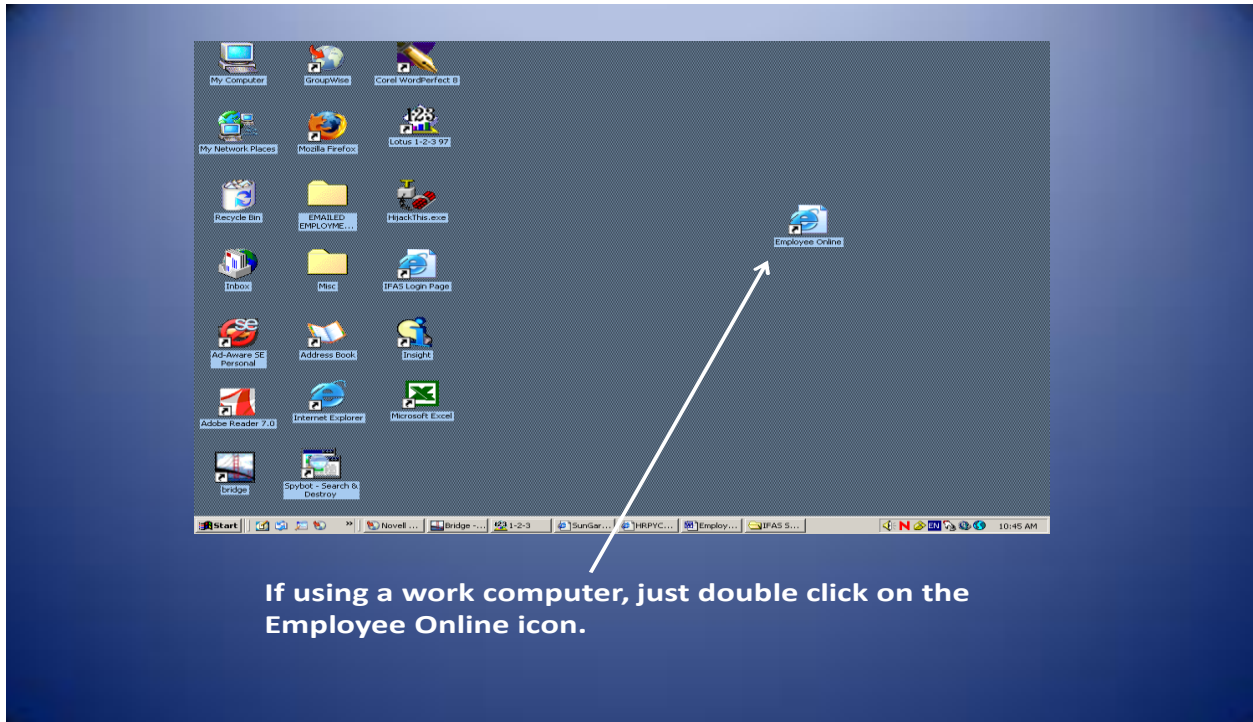 My Computer
GroupWise
Corel WordPerfect 8
My Network Places
Mozilla Firefox
Lotus 1-2-3 97
Recycle Bin
EMAILED
EMPLOYME...
HijackThis.exe
Employee Online
Inbox
Misc
IFAS Login Page
Ad-Aware SE
Personal
Address Book
Insight
Adobe Reader 7.0
Internet Explorer
Microsoft Excel
bridge
Spybot - Search &
Destroy
Start
Novell ...
Bridge -...
1-2-3
SunGar...
HRPYC...
Employ...
IFAS S...
EN
10:45 AM
If using a work computer, just double click on the
Employee Online icon.